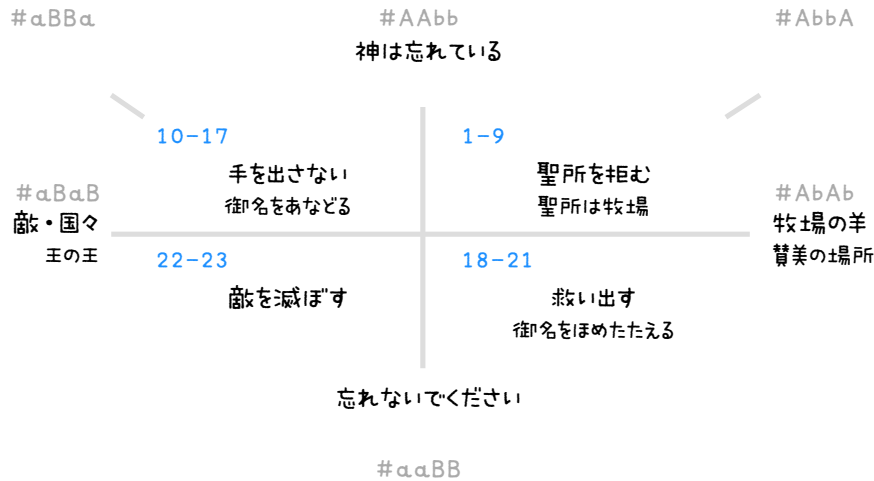 #aBBa
#AAbb
#AbbA
神は忘れている
10-17
1-9
手を出さない
聖所を拒む
#aBaB
#AbAb
御名をあなどる
聖所は牧場
敵・国々
牧場の羊
王の王
賛美の場所
22-23
18-21
敵を滅ぼす
救い出す
御名をほめたたえる
忘れないでください
#aaBB